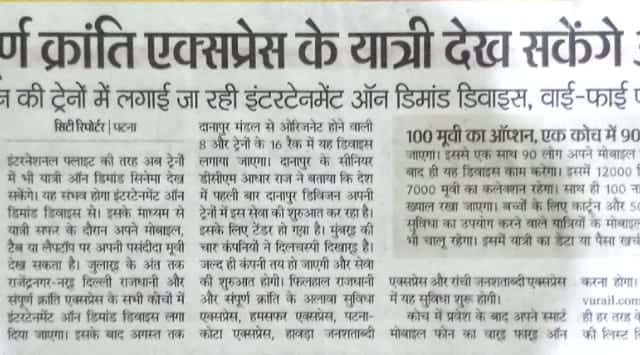 र्ण क्रांति एक्सप्रेस के यात्री देख सकेंगे
की ट्रेनों में लगाई जा रही इंटरटेनमेंट ऑन डिमांड डिवाइस, वाई-फाई
सिटी रिपोर्टर | पटना
इंटरनेशनल फ्लाइट की तरह अब ट्रेनों
में भी यात्री ऑन डिमांड सिनेमा देख
सकेंगे। यह संभव होगा इंटरटेनमेंट ऑन
डिमांड डिवाइस से। इसके माध्यम से
यात्री सफर के दौरान अपने मोबाइल,
टैब या लैपटॉप पर अपनी पसंदीदा मूवी
देख सकता है। जुलाई के अंत तक
राजेंद्रनगर-नई दिल्ली राजधानी और
संपूर्ण क्रांति एक्सप्रेस के सभी कोचों में
इंटरटेनमेंट ऑन डिमांड डिवाइस लगा
दिया जाएगा। इसके बाद अगस्त तक
दानापुर मंडल से ओरिजनेट होने वाली
8 और ट्रेनों के 16 रैक में यह डिवाइस
लगाया जाएगा। दानापुर के सीनियर
डीसीएम आधार राज ने बताया कि देश
में पहली बार दानापुर डिविजन अपनी
ट्रेनों में इस सेवा की शुरुआत कर रहा है।
इसके लिए टेंडर हो गया है। मुंबई की
चार कंपनियों ने दिलचस्पी दिखाई है।
जल्द ही कंपनी तय हो जाएगी और सेवा
की शुरुआत होगी। फिलहाल राजधानी
और संपूर्ण क्रांति के अलावा सुविधा
एक्सप्रेस, हमसफर एक्सप्रेस, पटना-
कोटा एक्सप्रेस, हावड़ा जनशताब्दी
100 मूवी का ऑप्शन, एक कोच में 90
जाएगा। इससे एक साथ 90 लोग अपने मोबाइल
बाद ही यह डिवाइस काम करेगा। इसमें 12000
7000 मूवी का कलेक्शन रहेगा। साथ ही 100
ख्याल रखा जाएगा। बच्चों के लिए कार्टून और 50
सुविधा का उपयोग करने वाले यात्रियों के मोबाइल
भी चालू रहेगा। इसमें यात्री का डेटा या पैसा खच
एक्सप्रेस और रांची जनशताब्दी एक्सप्रेस
में यह सुविधा शुरू होगी।
कोच में प्रवेश के बाद अपने स्मार्ट
मोबाइल फोन का वाई फाई ऑन
करना होगा।
vurail.com
ही हर तरह के
की लिस्ट